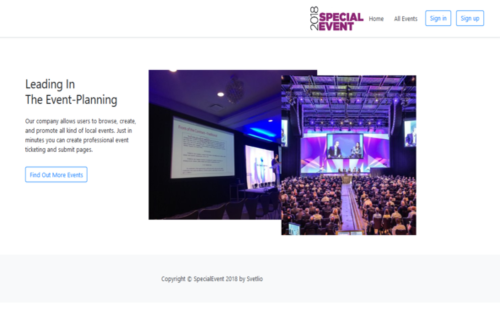 2018 SPECIAL
EVENT
Home All Events Sign in Sign up
Leading In
The Event-Planning
Our company allows users to browse, create,
and promote all kind of local events. Just in
minutes you can create professional event
ticketing and submit pages.
Find Out More Events
Copyright © SpecialEvent 2018 by Svetlio